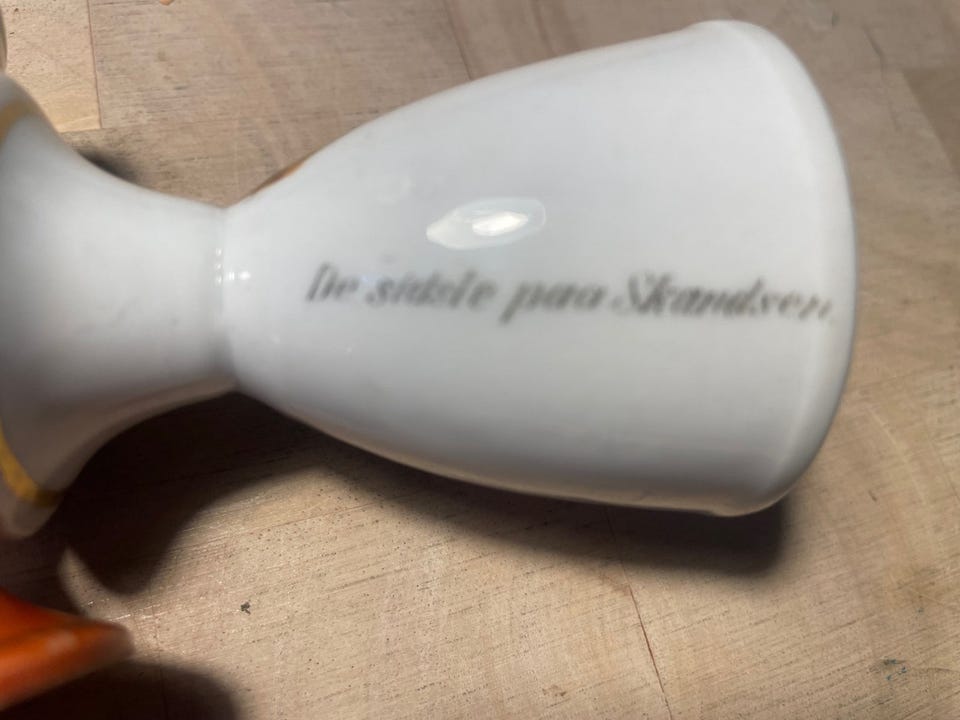 De sidste paa Skandsen